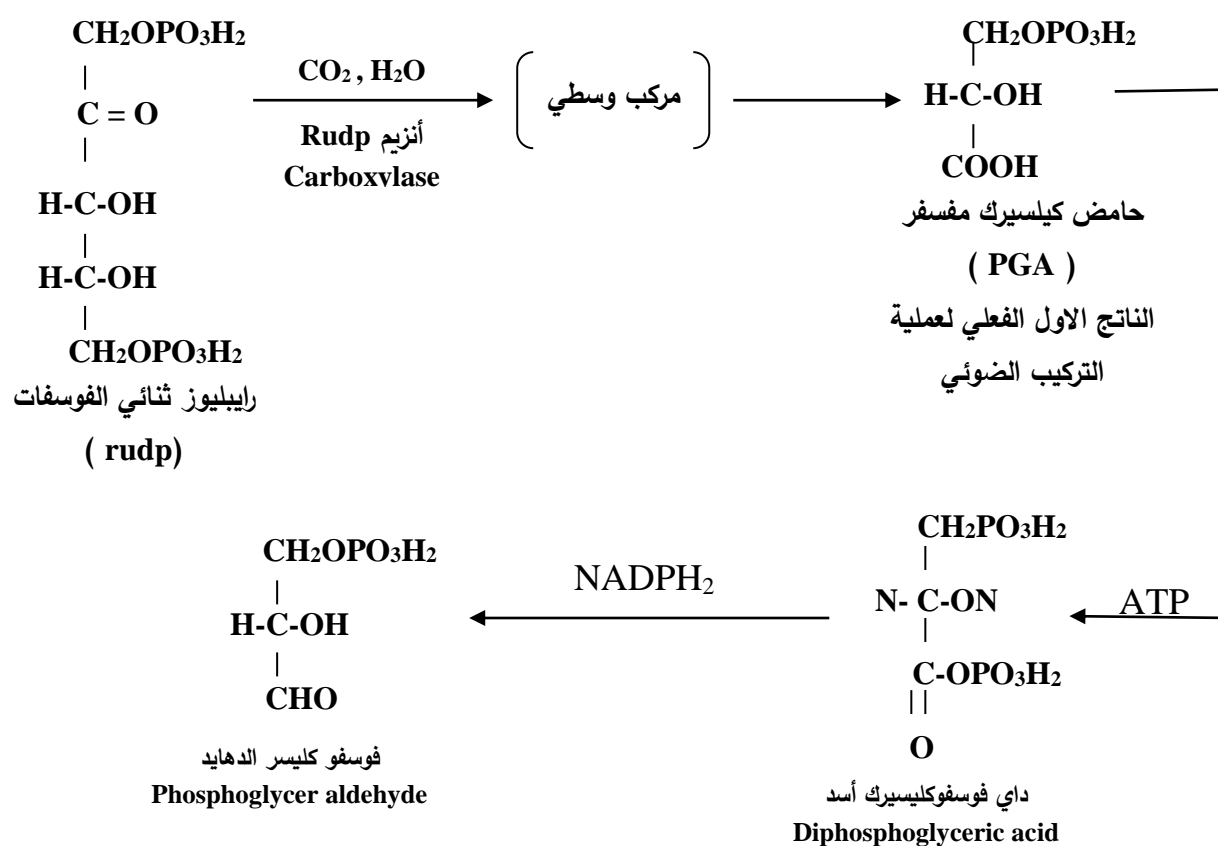 CH₂OPO₃H₂
C = O
H-C-OH
H-C-OH
CH₂OPO₃H₂
رايبليوز ثنائي الفوسفات
( rudp)
CO₂ , H₂O
أنزيم Rudp
Carboxvlase
مركب وسطي
CH₂OPO₃H₂
H-C-OH
COOH
حامض كيلسيرك مفسفر
( PGA )
الناتج الاول الفعلي لعملية
التركيب الضوئي
ATP
CH₂PO₃H₂
N- C-ON
C-OPO₃H₂
O
داي فوسفوكليسيرك أسد
Diphosphoglyceric acid
NADPH₂
CH₂OPO₃H₂
H-C-OH
CHO
فوسفو كليسر الدهايد
Phosphoglycer aldehyde